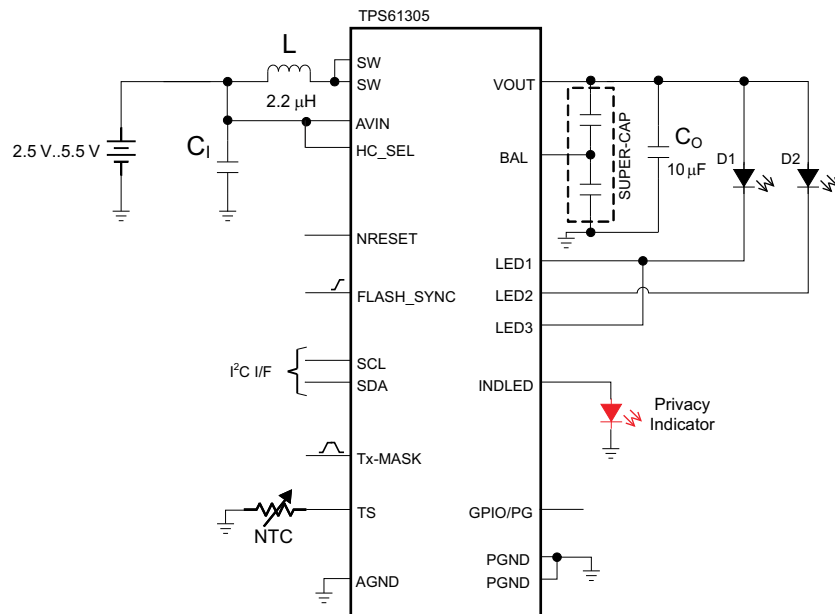 TPS61305
L
SW
SW
2.2 μH
AVIN
HC_SEL
2.5 V..5.5 V
C_I
NRESET
FLASH_SYNC
I²C I/F
SCL
SDA
Tx-MASK
TS
NTC
AGND
VOUT
BAL
SUPER-CAP
C_O
10 μF
D1
D2
LED1
LED2
LED3
INDLED
Privacy
Indicator
GPIO/PG
PGND
PGND